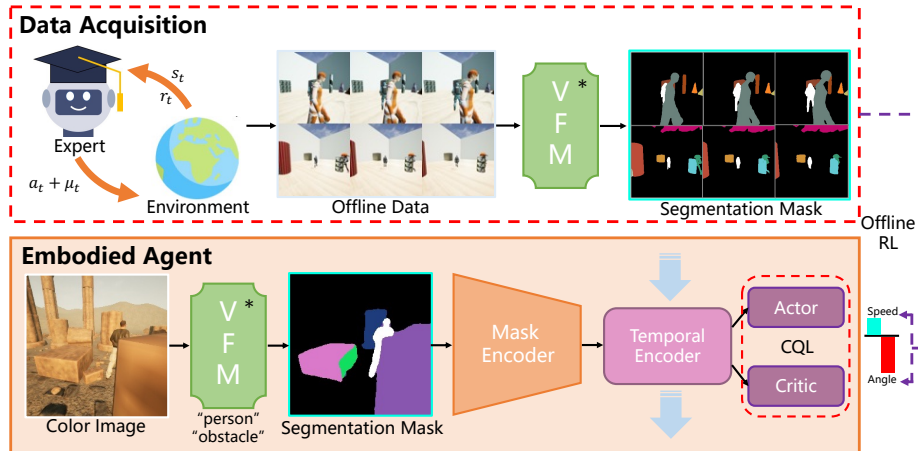 Data Acquisition
s_t
r_t
Expert
a_t + μ_t
Environment
Offline Data
V *
F
M
Segmentation Mask
Offline
RL
Embodied Agent
Color Image
V *
F
M
“person”
“obstacle”
Segmentation Mask
Mask
Encoder
Temporal
Encoder
Actor
CQL
Critic
Speed
Angle